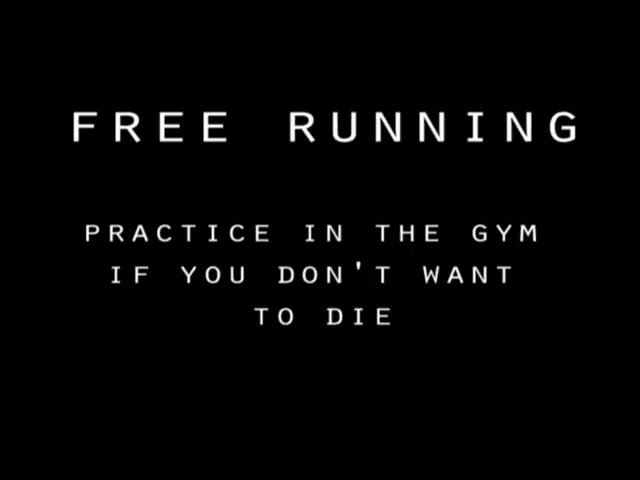 FREE RUNNING
PRACTICE IN THE GYM
IF YOU DON'T WANT
TO DIE